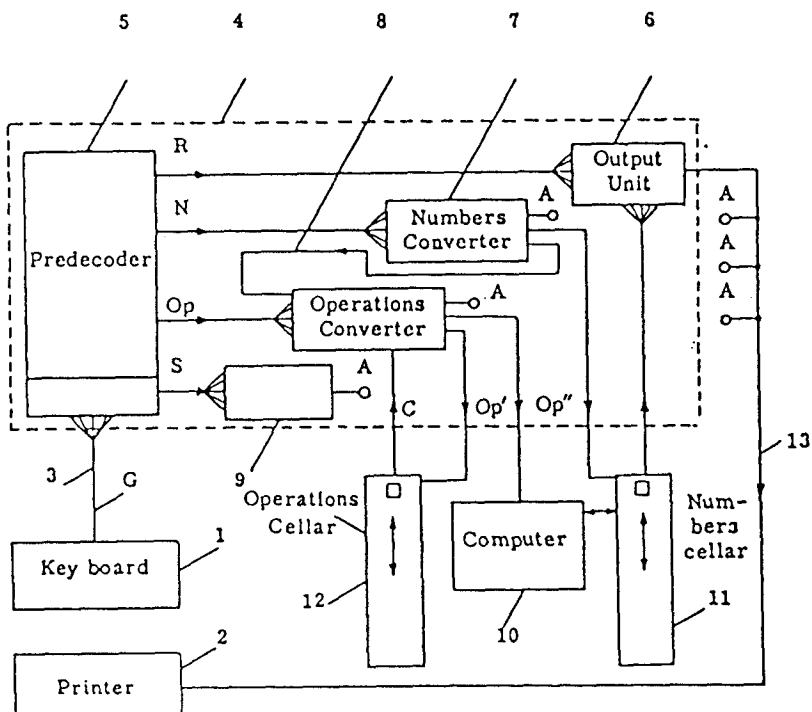 5
4
8
7
6
R
Output
Unit
A
N
Numbers
Converter
A
Predecoder
A
Op
Operations
Converter
A
A
S
A
C
Op'
Op"
3
G
9
13
Operations
Cellar
Computer
Num-
bers
cellar
1
Key board
12
10
11
2
Printer